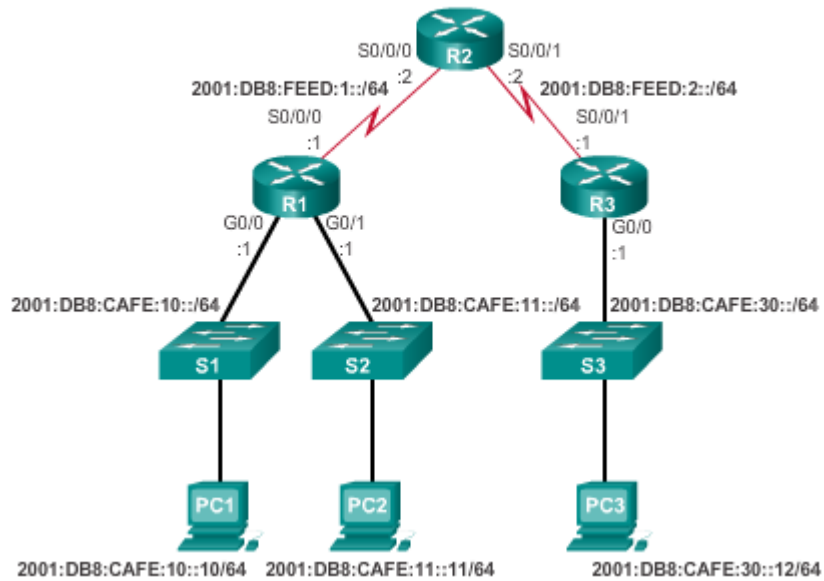 S0/0/0 S0/0/1
R2
:2 :2
2001:DB8:FEED:1::/64 2001:DB8:FEED:2::/64
S0/0/0 S0/0/1
:1 :1
R1 R3
G0/0 G0/1 G0/0
:1 :1 :1
2001:DB8:CAFE:10::/64 2001:DB8:CAFE:11::/64 2001:DB8:CAFE:30::/64
S1 S2 S3
PC1 PC2 PC3
2001:DB8:CAFE:10::10/64 2001:DB8:CAFE:11::11/64 2001:DB8:CAFE:30::12/64